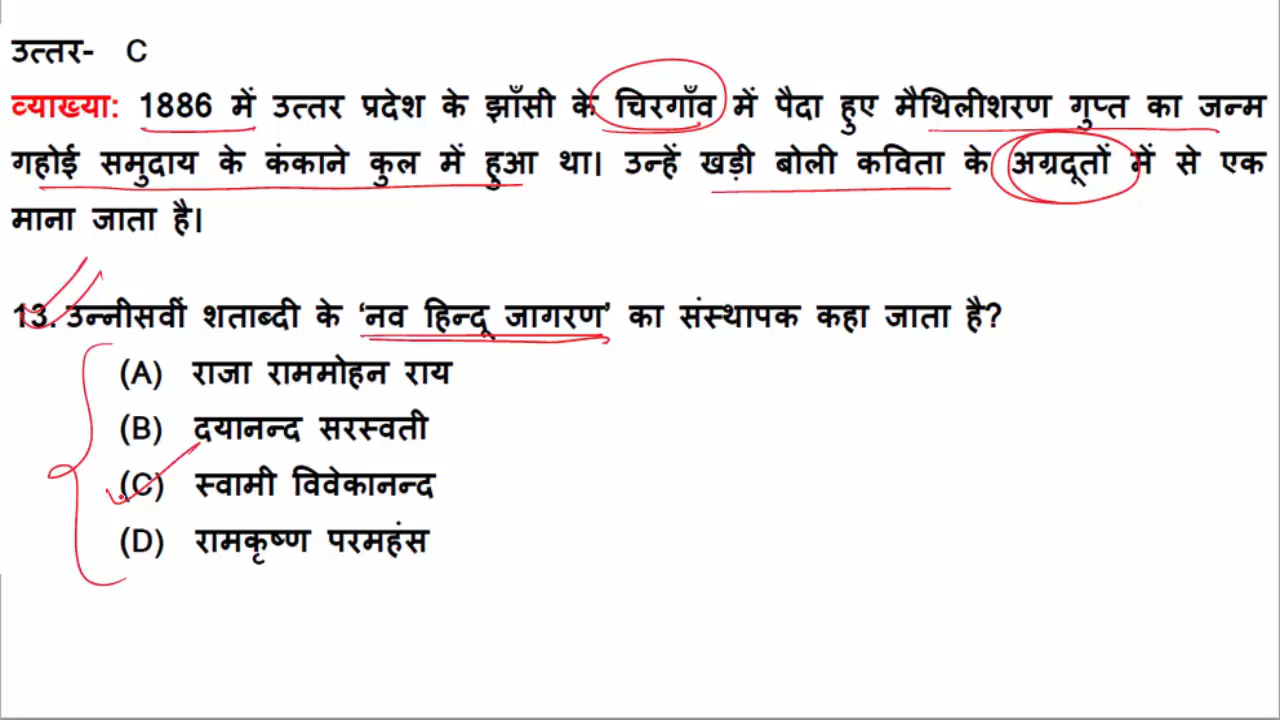 उत्तर- C
व्याख्या: 1886 में उत्तर प्रदेश के झाँसी के चिरगाँव में पैदा हुए मैथिलीशरण गुप्त का जन्म
गहोई समुदाय के कंकाने कुल में हुआ था। उन्हें खड़ी बोली कविता के अग्रदूतों में से एक
माना जाता है।
13. उन्नीसवीं शताब्दी के ‘नव हिन्दू जागरण’ का संस्थापक कहा जाता है?
(A) राजा राममोहन राय
(B) दयानन्द सरस्वती
(C) स्वामी विवेकानन्द
(D) रामकृष्ण परमहंस